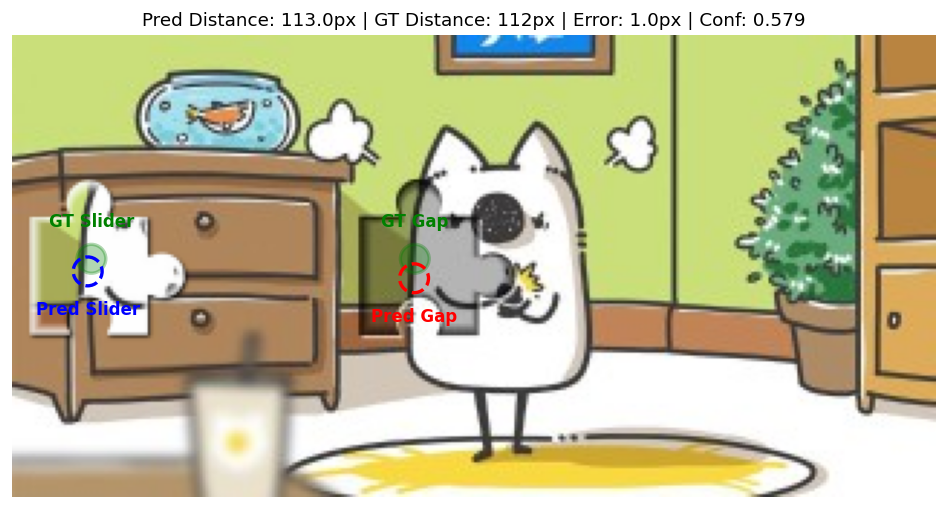 Pred Distance: 113.0px | GT Distance: 112px | Error: 1.0px | Conf: 0.579
GT Slider
GT Gap
Pred Slider
Pred Gap